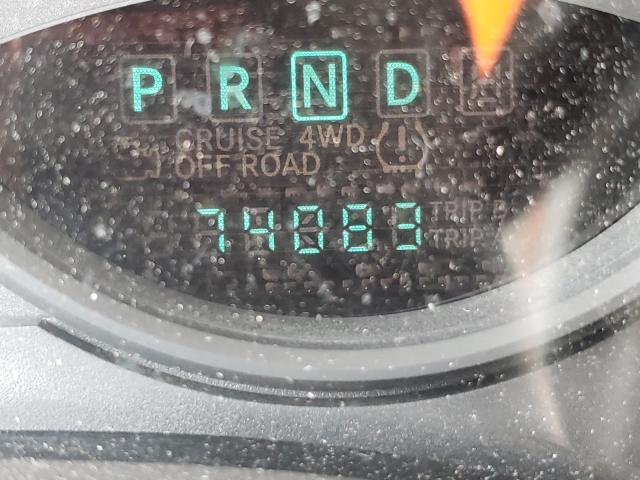 P R N D
CRUISE 4WD
OFF ROAD
74083
TRIP B
TRIP